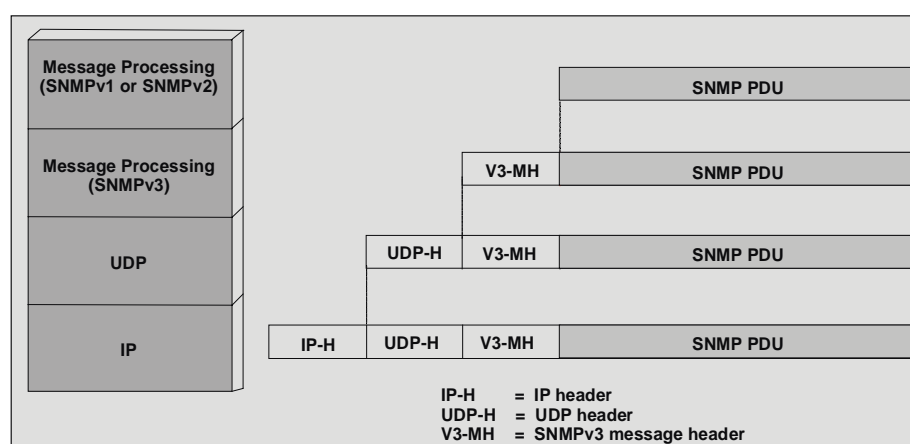 Message Processing
(SNMPv1 or SNMPv2)
SNMP PDU
Message Processing
(SNMPv3)
V3-MH
SNMP PDU
UDP
UDP-H
V3-MH
SNMP PDU
IP
IP-H
UDP-H
V3-MH
SNMP PDU
IP-H = IP header
UDP-H = UDP header
V3-MH = SNMPv3 message header